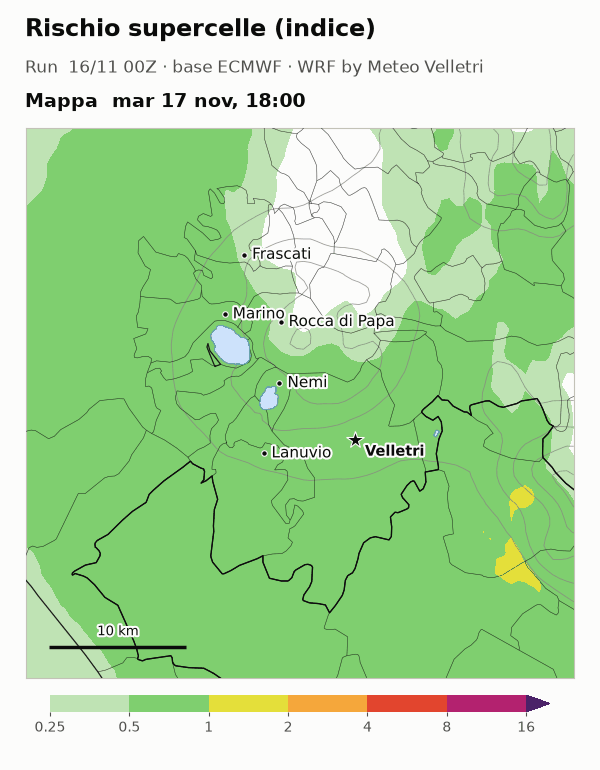 Rischio supercelle (indice)
Run  16/11 00Z · base ECMWF · WRF by Meteo Velletri
Mappa  mar 17 nov, 18:00
Frascati
Marino
Rocca di Papa
Nemi
Velletri
Lanuvio
10 km
0.25 0.5 1 2 4 8 16